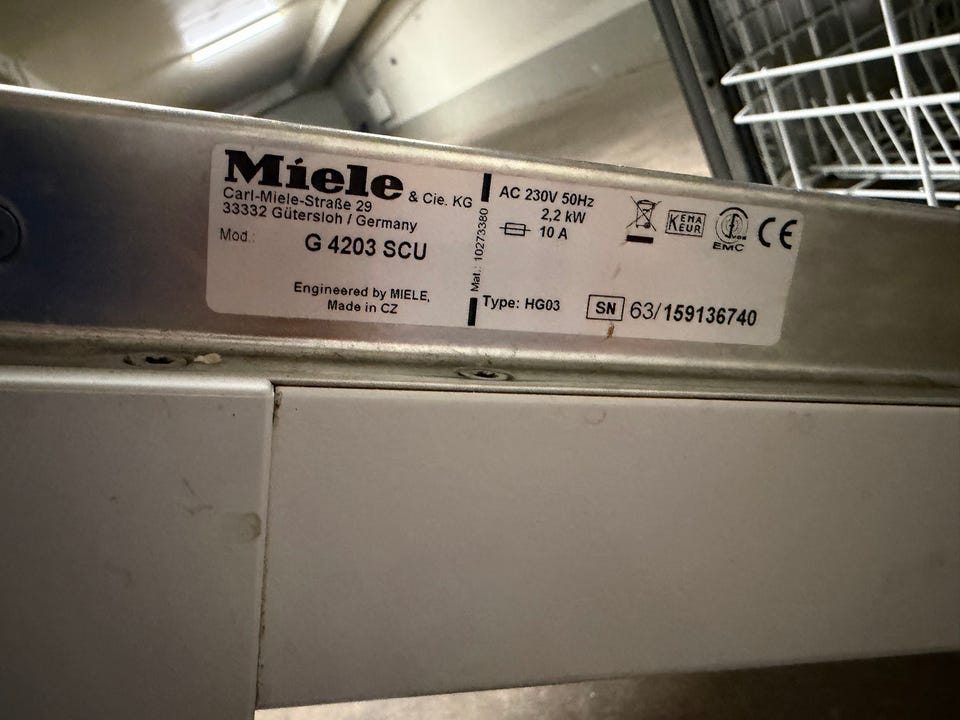 Miele & Cie. KG
Carl-Miele-Straße 29
33332 Gütersloh / Germany
Mod.: G 4203 SCU
Engineered by MIELE,
Made in CZ
Mat.: 10273380
AC 230V 50Hz
2,2 kW
10 A
Type: HG03
KEMA
KEUR
VDE
EMC
CE
SN 63/159136740